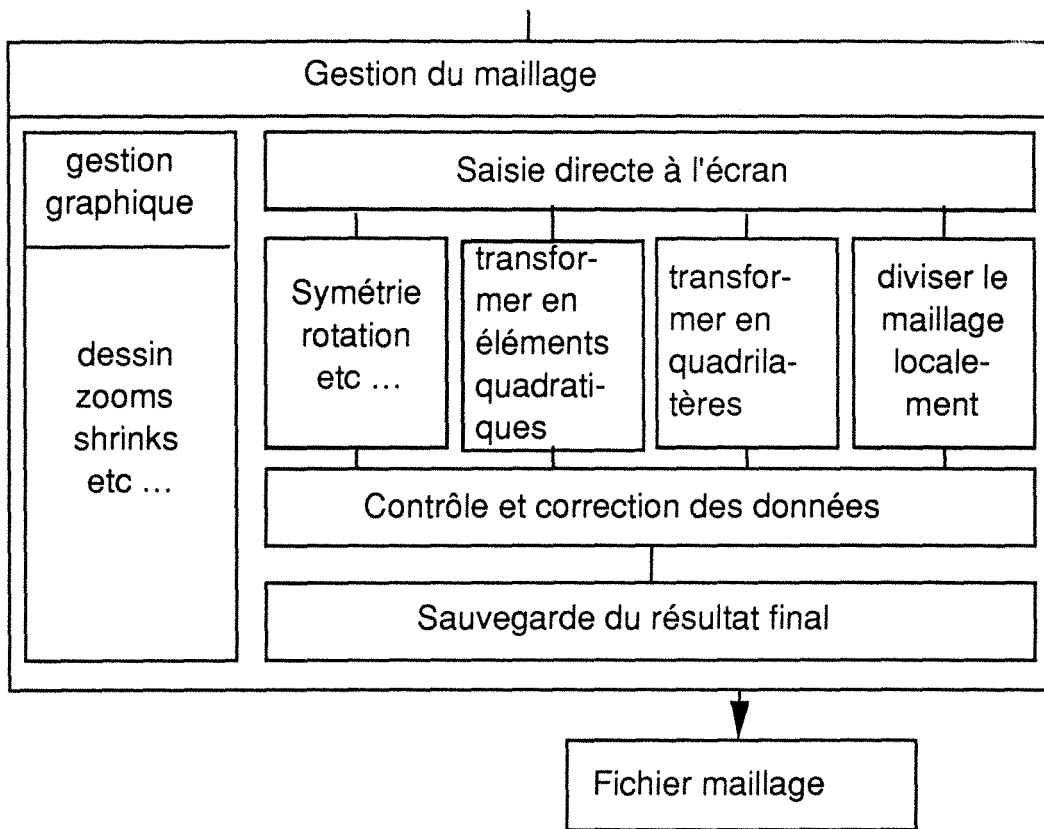 Gestion du maillage
gestion
graphique
dessin
zooms
shrinks
etc ...
Saisie directe à l'écran
Symétrie
rotation
etc ...
transfor-
mer en
éléments
quadrati-
ques
transfor-
mer en
quadrila-
tères
diviser le
maillage
locale-
ment
Contrôle et correction des données
Sauvegarde du résultat final
Fichier maillage